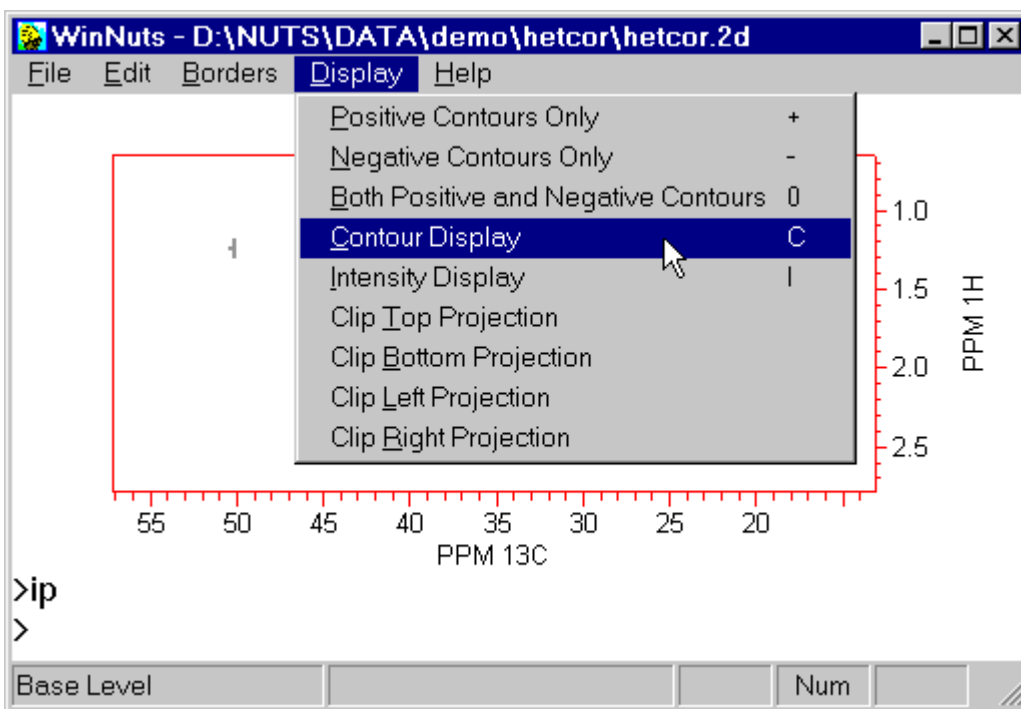 WinNuts - D:\NUTS\DATA\demo\hetcor\hetcor.2d
File Edit Borders Display Help
Positive Contours Only +
Negative Contours Only -
Both Positive and Negative Contours 0
Contour Display C
Intensity Display I
Clip Top Projection
Clip Bottom Projection
Clip Left Projection
Clip Right Projection
1.0
1.5
2.0
2.5
PPM 1H
55 50 45 40 35 30 25 20
PPM 13C
>ip
>
Base Level Num